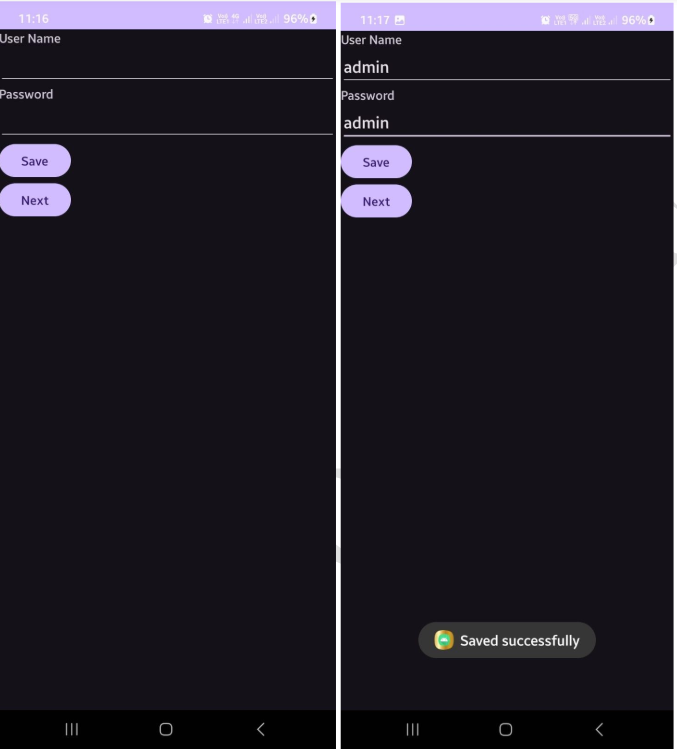 11:16
96%
User Name
Password
Save
Next
11:17
96%
User Name
admin
Password
admin
Save
Next
Saved successfully